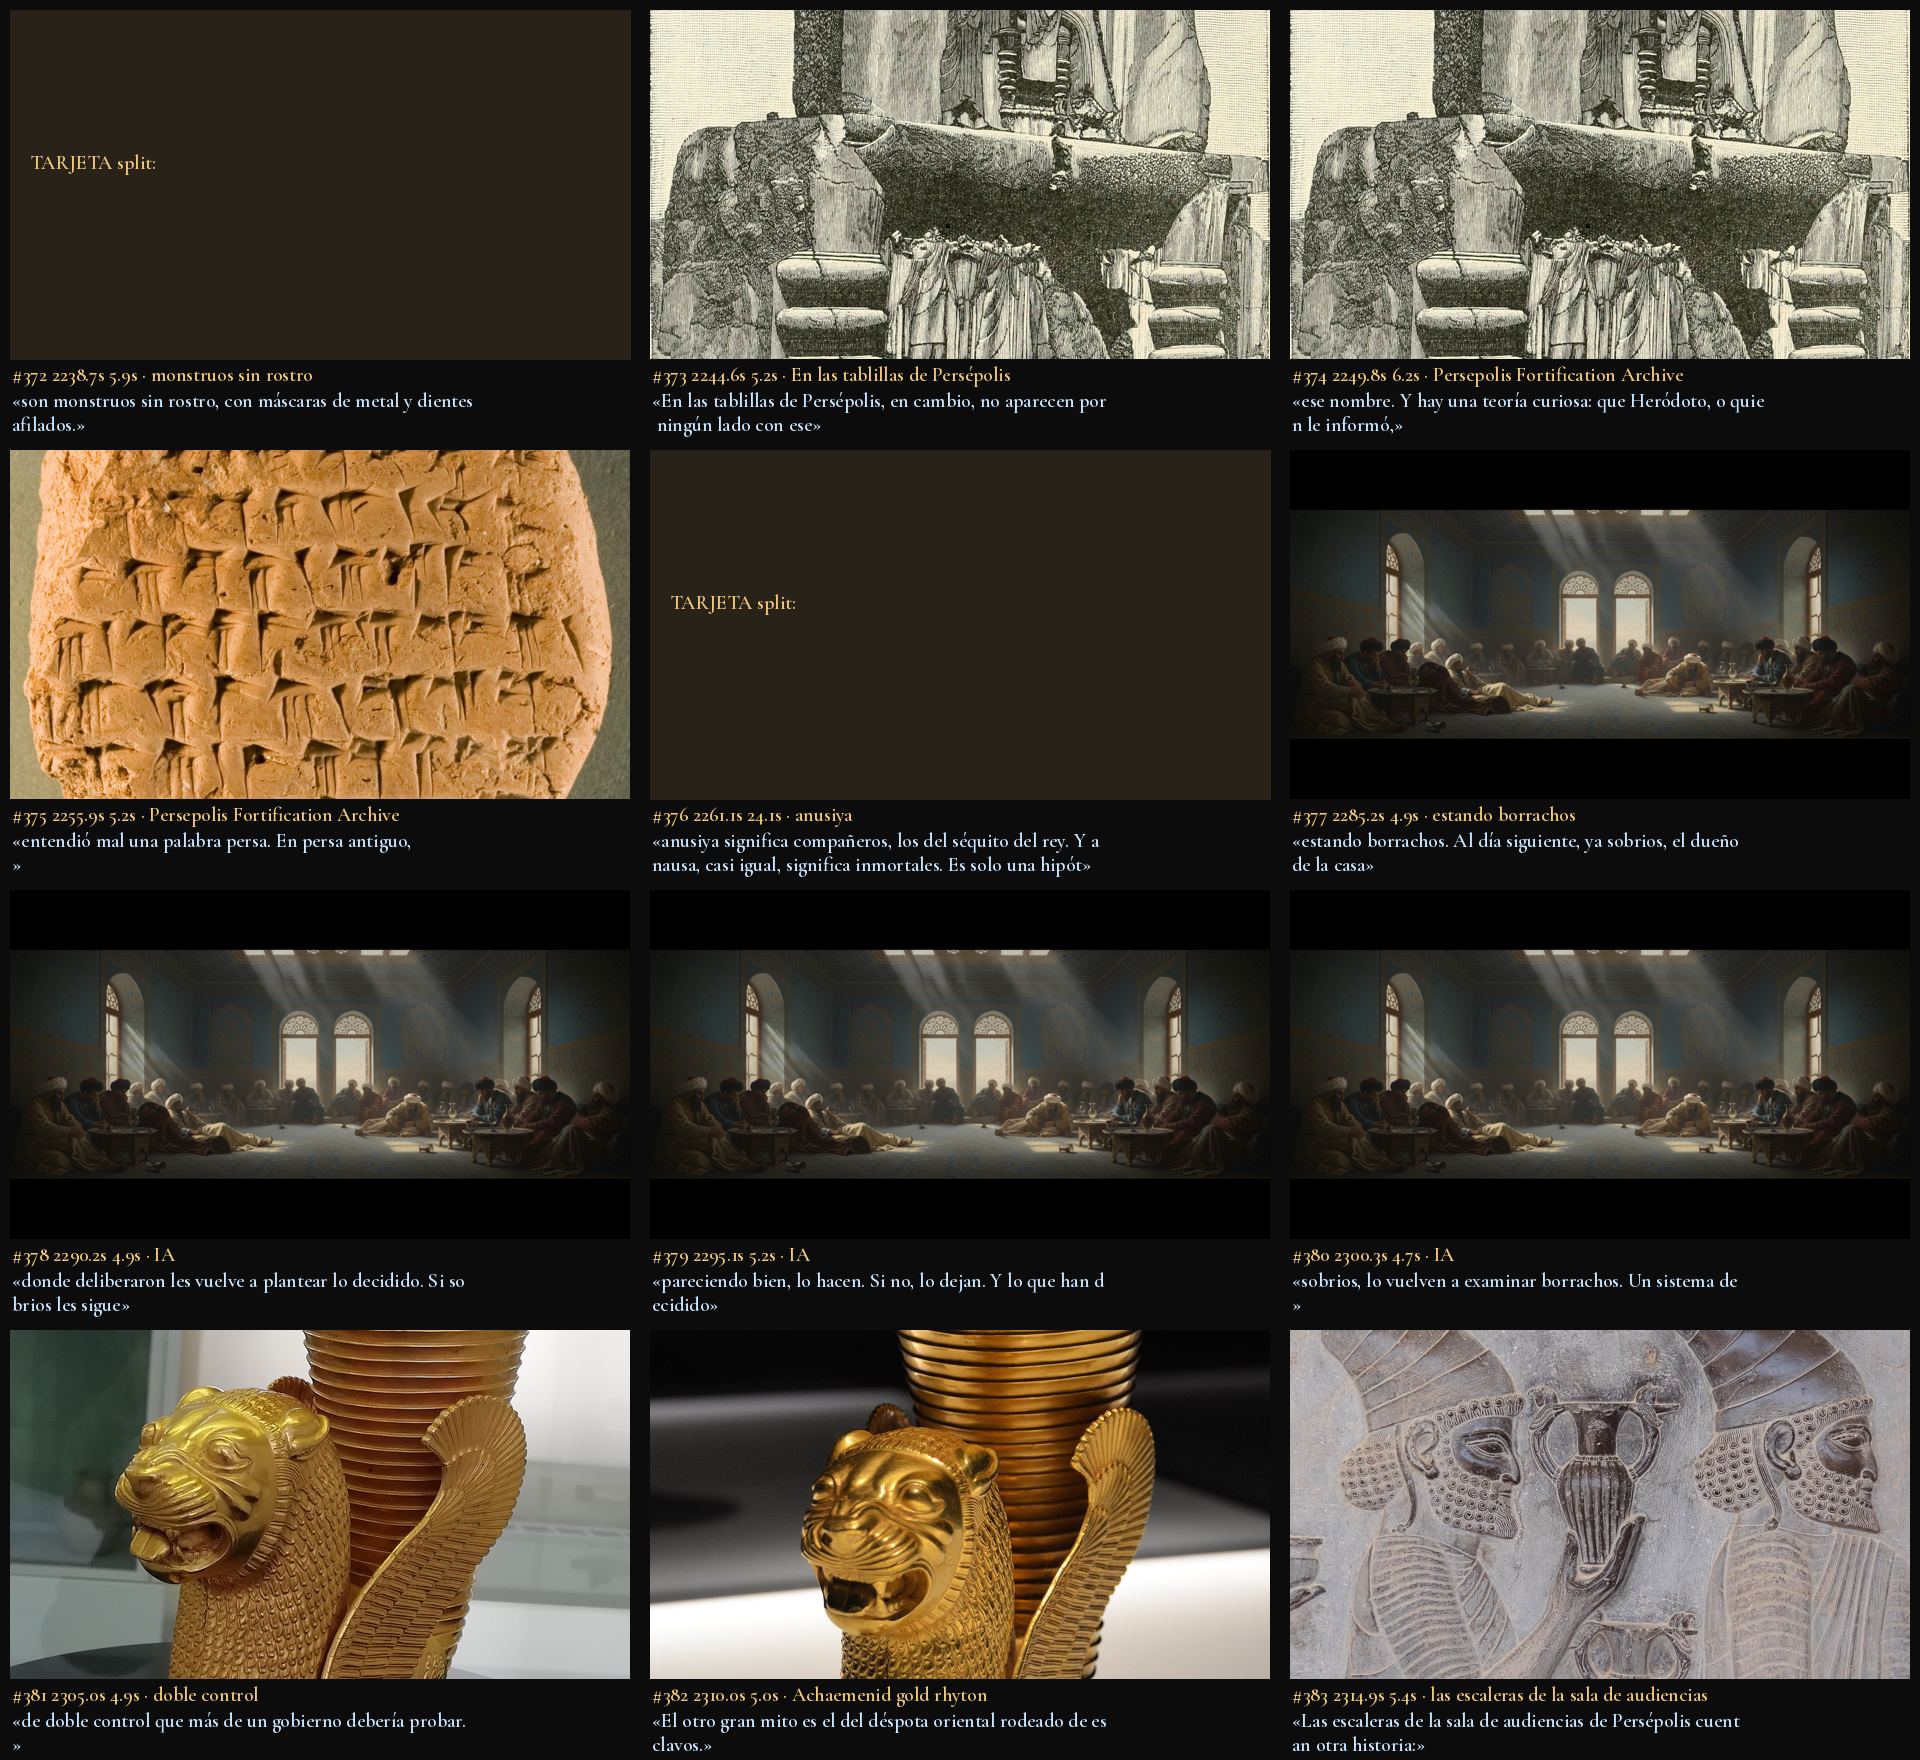 TARJETA split:
#372 2238.7s 5.9s · monstruos sin rostro
«son monstruos sin rostro, con máscaras de metal y dientes
afilados.»
#373 2244.6s 5.2s · En las tablillas de Persépolis
«En las tablillas de Persépolis, en cambio, no aparecen por
ningún lado con ese»
#374 2249.8s 6.2s · Persepolis Fortification Archive
«ese nombre. Y hay una teoría curiosa: que Heródoto, o quie
n le informó,»
#375 2255.9s 5.2s · Persepolis Fortification Archive
«entendió mal una palabra persa. En persa antiguo,
»
TARJETA split:
#376 2261.1s 24.1s · anusiya
«anusiya significa compañeros, los del séquito del rey. Y a
nausa, casi igual, significa inmortales. Es solo una hipót»
#377 2285.2s 4.9s · estando borrachos
«estando borrachos. Al día siguiente, ya sobrios, el dueño
de la casa»
#378 2290.2s 4.9s · IA
«donde deliberaron les vuelve a plantear lo decidido. Si so
brios les sigue»
#379 2295.1s 5.2s · IA
«pareciendo bien, lo hacen. Si no, lo dejan. Y lo que han d
ecidido»
#380 2300.3s 4.7s · IA
«sobrios, lo vuelven a examinar borrachos. Un sistema de
»
#381 2305.0s 4.9s · doble control
«de doble control que más de un gobierno debería probar.
»
#382 2310.0s 5.0s · Achaemenid gold rhyton
«El otro gran mito es el del déspota oriental rodeado de es
clavos.»
#383 2314.9s 5.4s · las escaleras de la sala de audiencias
«Las escaleras de la sala de audiencias de Persépolis cuent
an otra historia:»